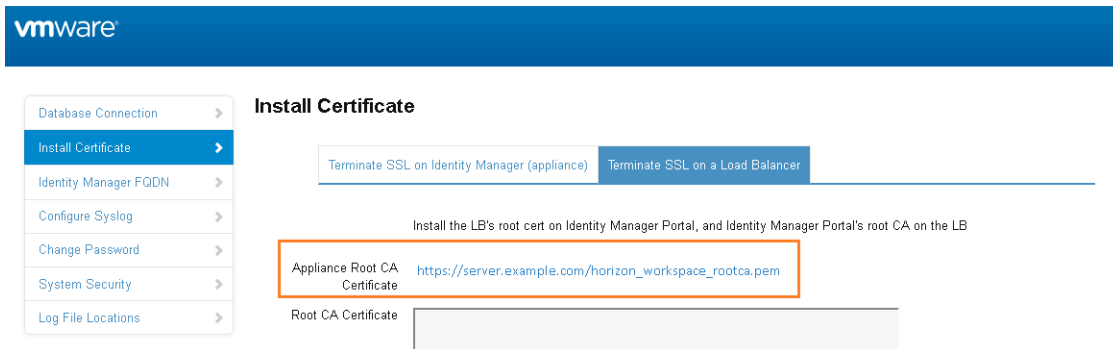 vmware®
Database Connection
Install Certificate
Identity Manager FQDN
Configure Syslog
Change Password
System Security
Log File Locations
Install Certificate
Terminate SSL on Identity Manager (appliance)
Terminate SSL on a Load Balancer
Install the LB's root cert on Identity Manager Portal, and Identity Manager Portal's root CA on the LB
Appliance Root CA
Certificate
https://server.example.com/horizon_workspace_rootca.pem
Root CA Certificate